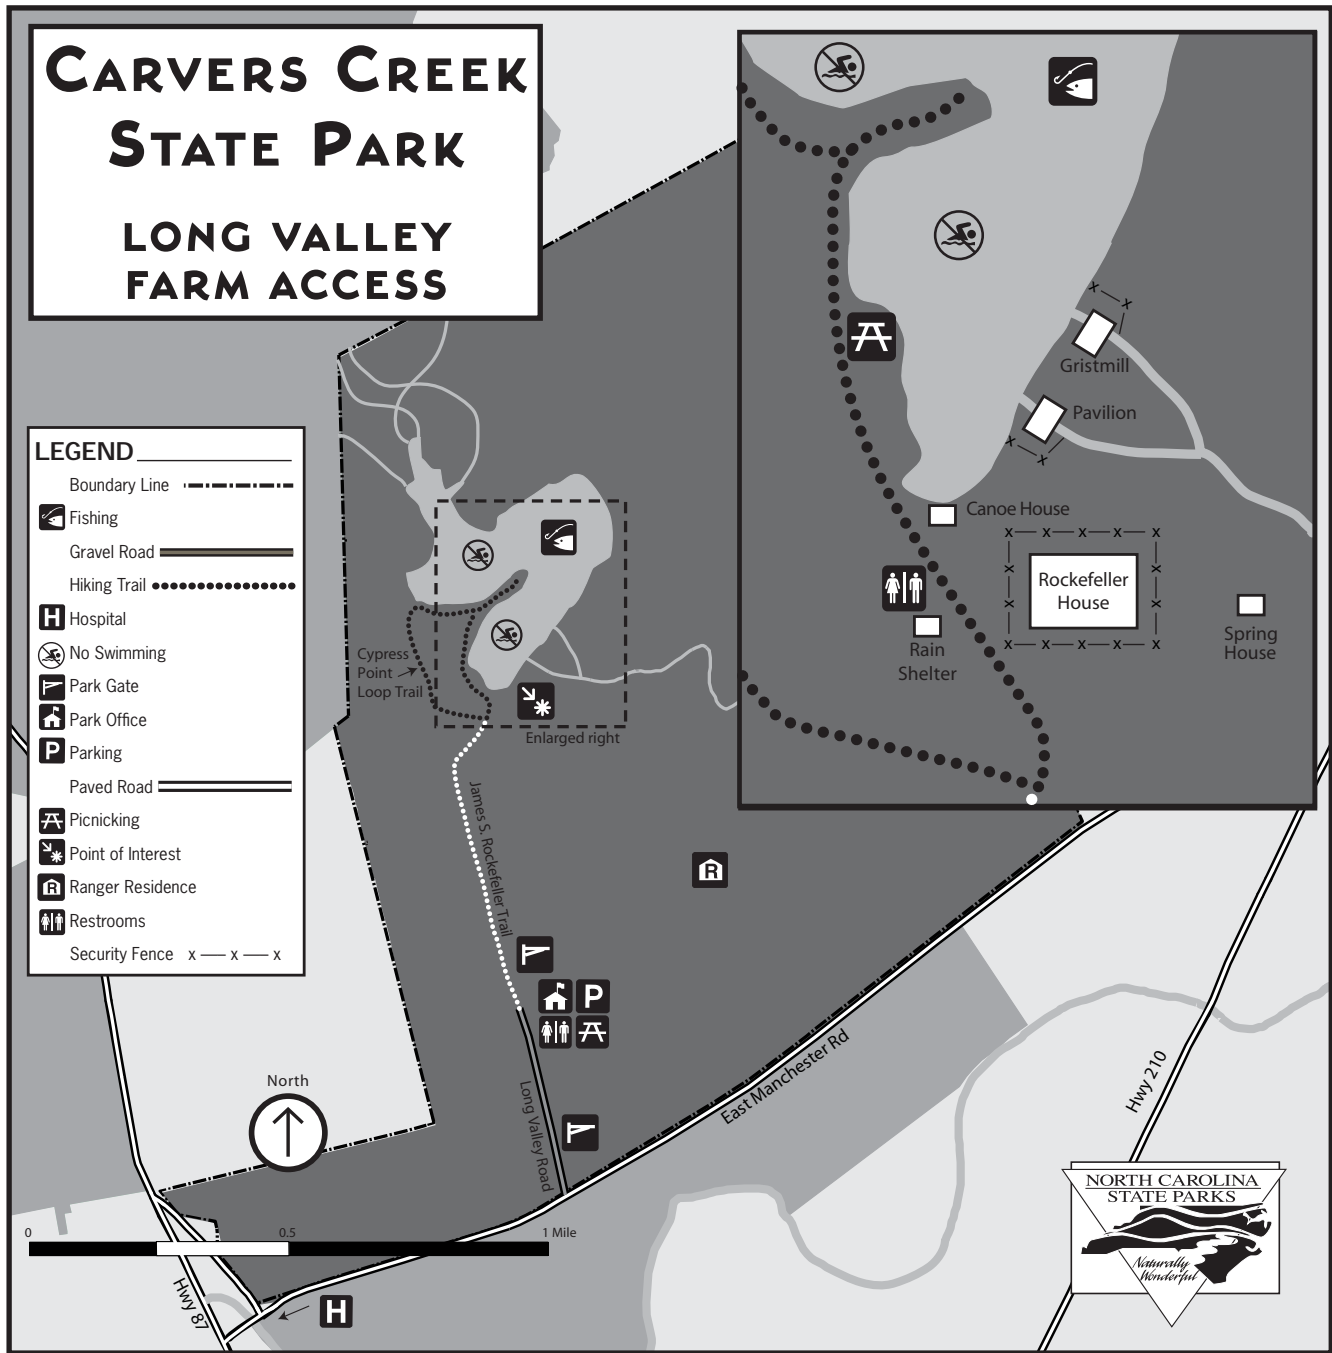 CARVERS CREEK
STATE PARK
LONG VALLEY
FARM ACCESS
LEGEND
Boundary Line
Fishing
Gravel Road
Hiking Trail
H Hospital
No Swimming
Park Gate
Park Office
P Parking
Paved Road
Picnicking
Point of Interest
R Ranger Residence
Restrooms
Security Fence x — x — x
Cypress
Point
Loop Trail
Enlarged right
James S. Rockefeller Trail
R
P
Long Valley Road
East Manchester Rd
Hwy 210
Hwy 87
H
North
0 0.5 1 Mile
Gristmill
Pavilion
Canoe House
Rockefeller
House
Rain
Shelter
Spring
House
NORTH CAROLINA
STATE PARKS
Naturally
Wonderful